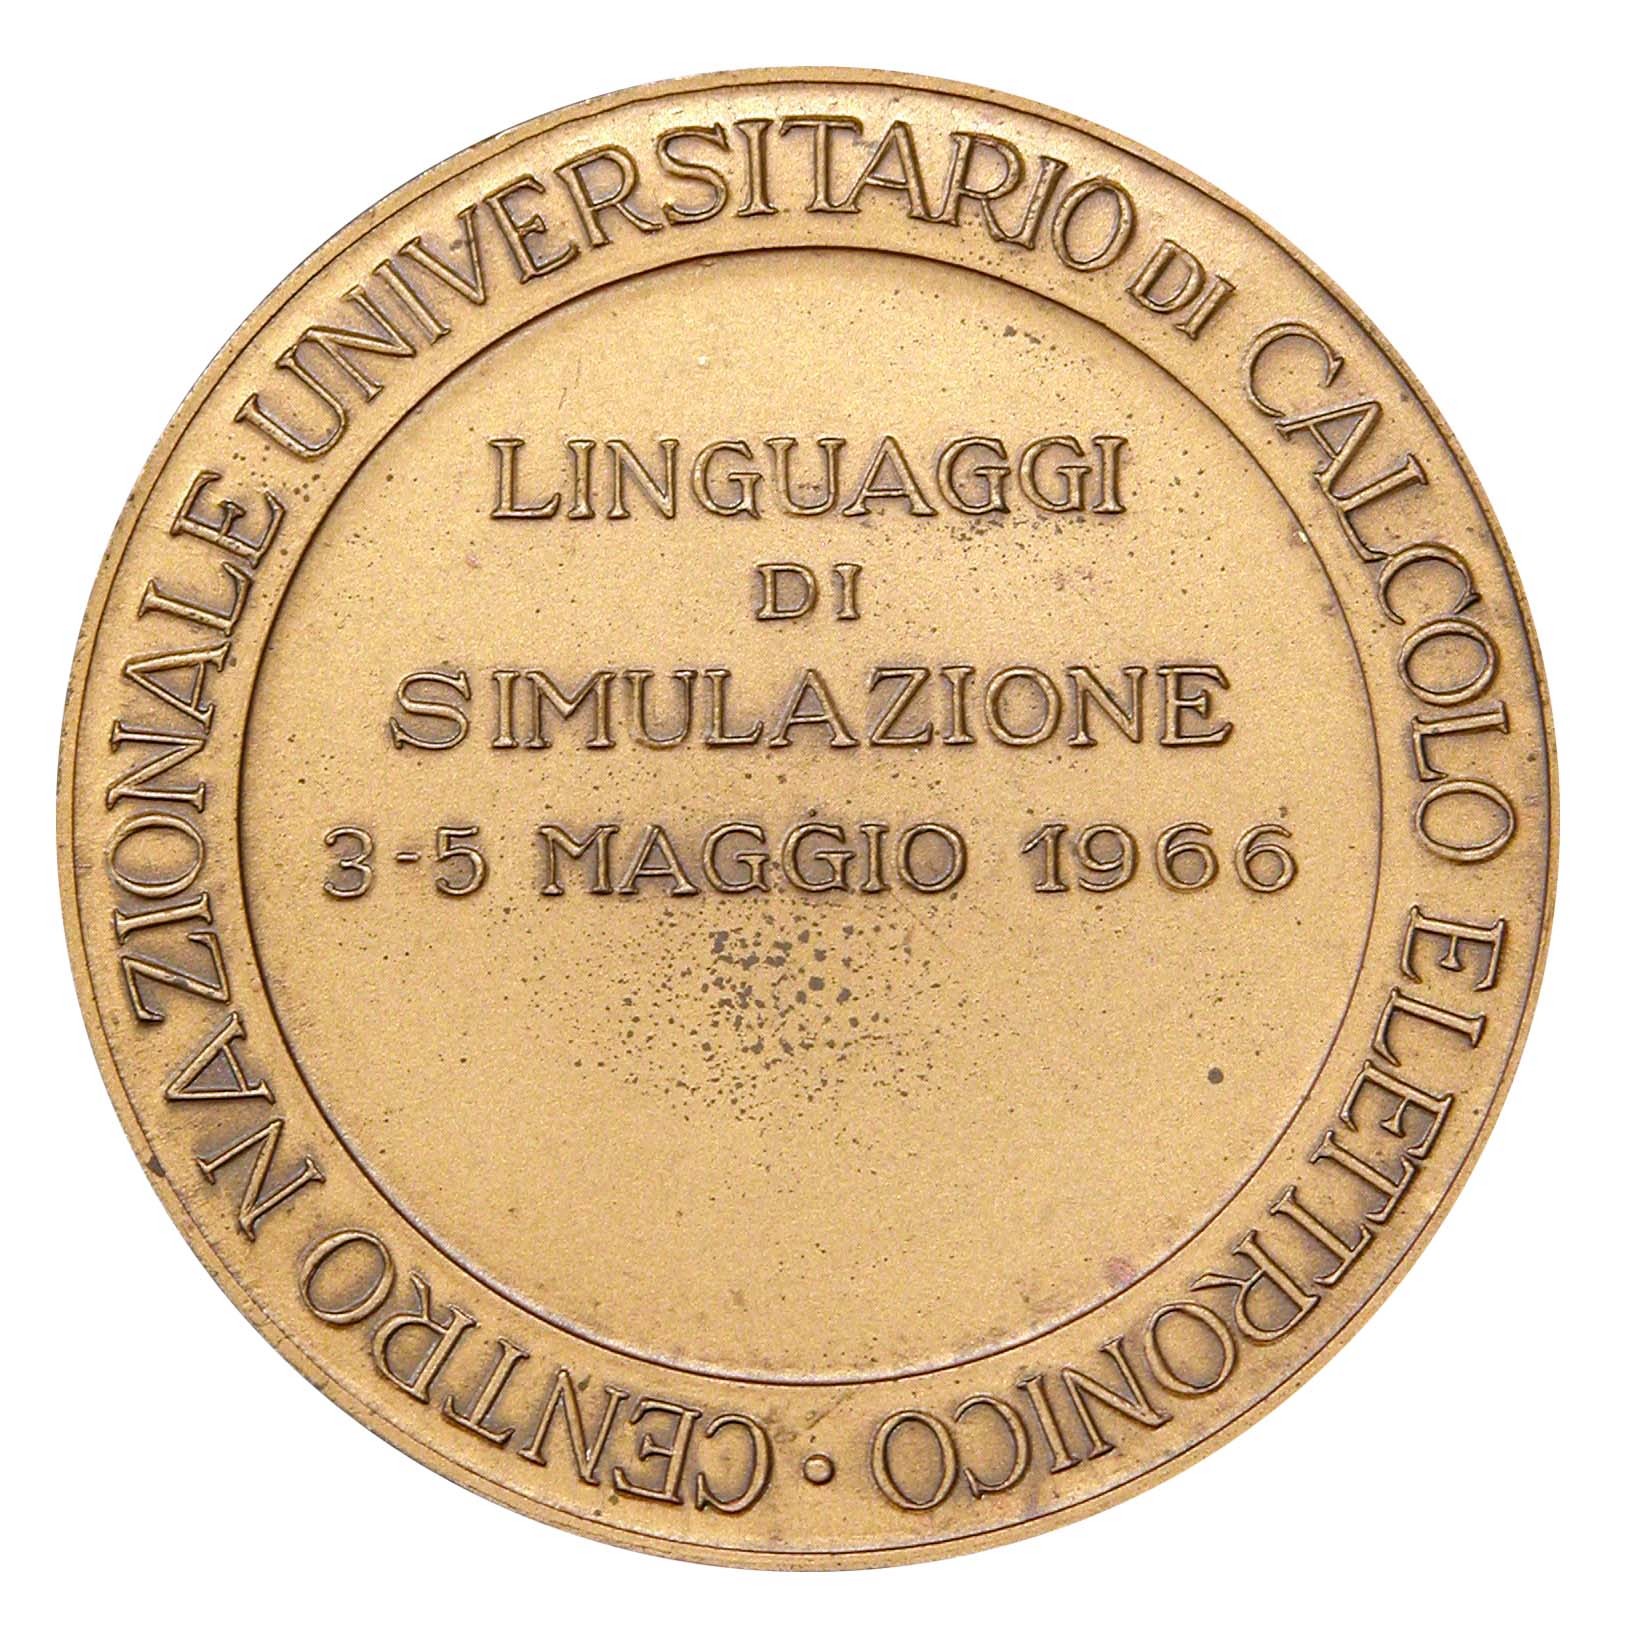 CENTRO NAZIONALE UNIVERSITARIO DI CALCOLO ELETTRONICO ·
LINGUAGGI
DI
SIMULAZIONE
3-5 MAGGIO 1966